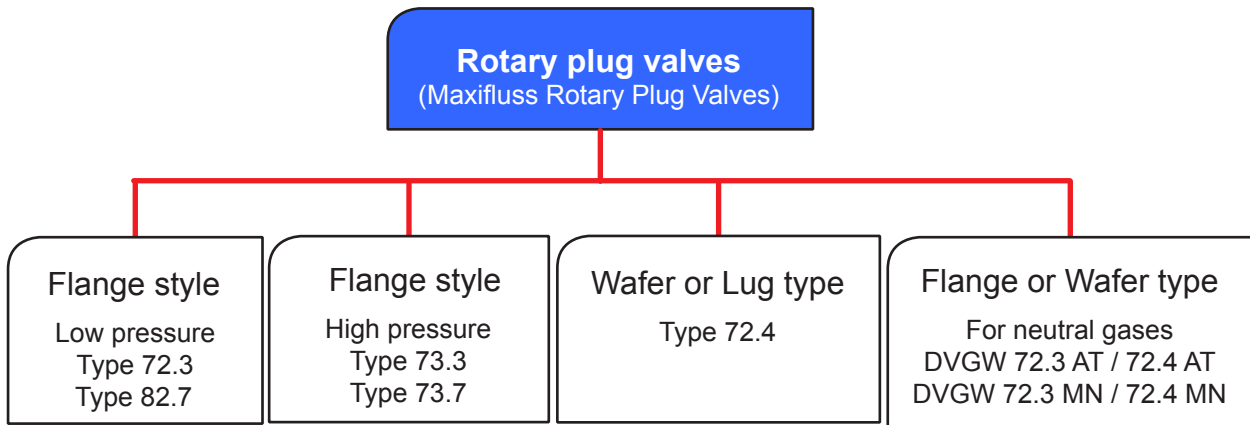 Rotary plug valves
(Maxifluss Rotary Plug Valves)
Flange style
Low pressure
Type 72.3
Type 82.7
Flange style
High pressure
Type 73.3
Type 73.7
Wafer or Lug type
Type 72.4
Flange or Wafer type
For neutral gases
DVGW 72.3 AT / 72.4 AT
DVGW 72.3 MN / 72.4 MN